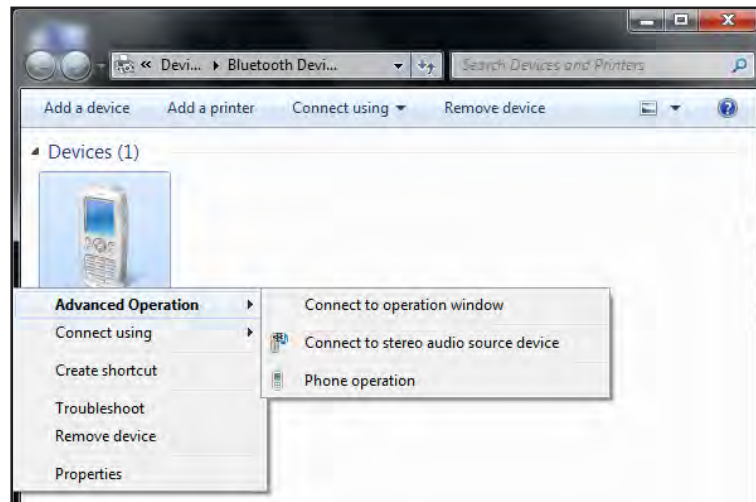 « Devi... Bluetooth Devi...
Search Devices and Printers
Add a device Add a printer Connect using Remove device
Devices (1)
Advanced Operation
Connect using
Create shortcut
Troubleshoot
Remove device
Properties
Connect to operation window
Connect to stereo audio source device
Phone operation